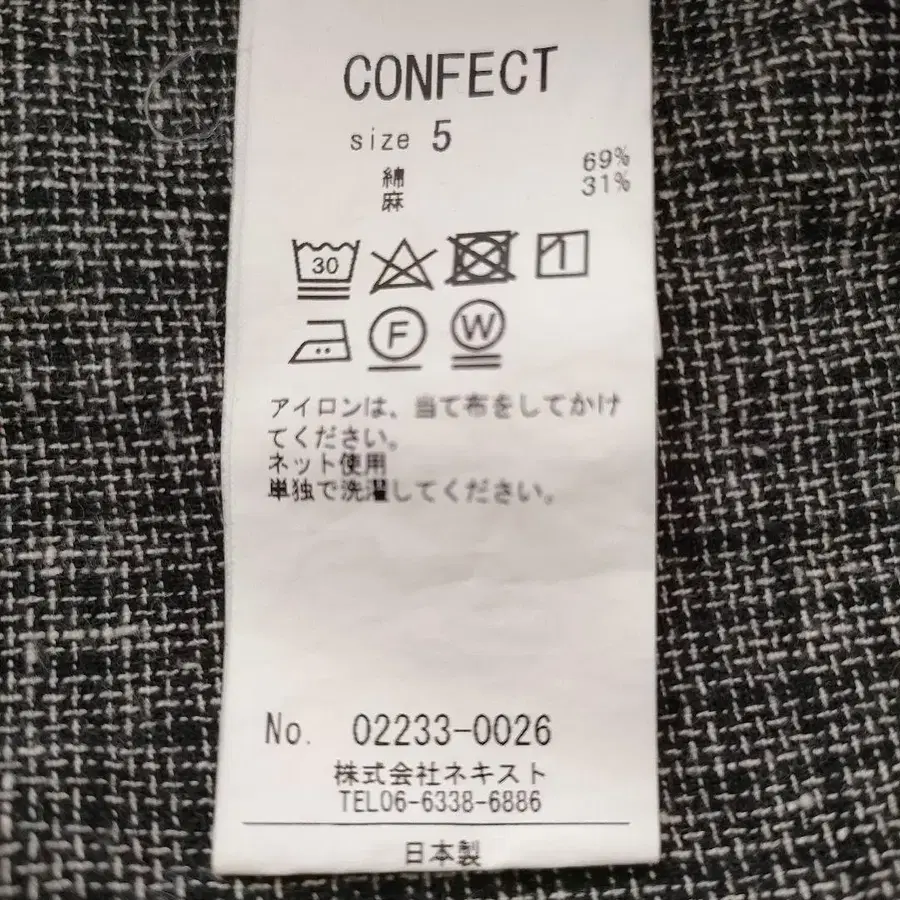 CONFECT
size 5
綿 69%
麻 31%
30
F W
アイロンは、当て布をしてかけ
てください。
ネット使用
単独で洗濯してください。
No. 02233-0026
株式会社ネキスト
TEL06-6338-6886
日本製